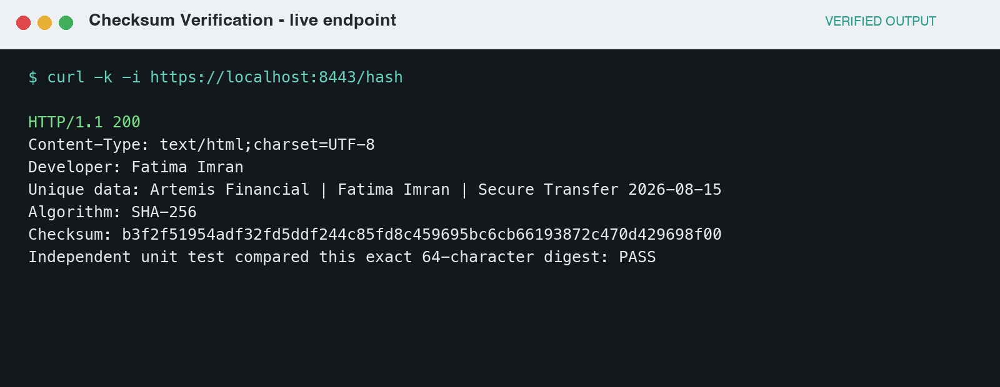 Checksum Verification - live endpoint
VERIFIED OUTPUT
$ curl -k -i https://localhost:8443/hash
HTTP/1.1 200
Content-Type: text/html;charset=UTF-8
Developer: Fatima Imran
Unique data: Artemis Financial | Fatima Imran | Secure Transfer 2026-08-15
Algorithm: SHA-256
Checksum: b3f2f51954adf32fd5ddf244c85fd8c459695bc6cb66193872c470d429698f00
Independent unit test compared this exact 64-character digest: PASS